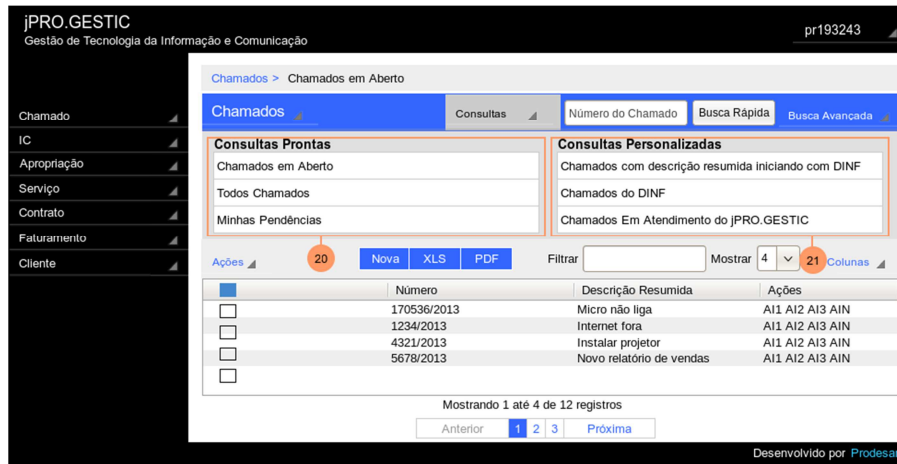 jPRO.GESTIC
Gestão de Tecnologia da Informação e Comunicação
pr193243
Chamados > Chamados em Aberto
Chamado
IC
Apropriação
Serviço
Contrato
Faturamento
Cliente
Chamados Consultas Número do Chamado Busca Rápida Busca Avançada
Consultas Prontas
Chamados em Aberto
Todos Chamados
Minhas Pendências
Consultas Personalizadas
Chamados com descrição resumida iniciando com DINF
Chamados do DINF
Chamados Em Atendimento do jPRO.GESTIC
Ações 20 Nova XLS PDF Filtrar Mostrar 4 21 Colunas
Número Descrição Resumida Ações
170536/2013 Micro não liga AI1 AI2 AI3 AIN
1234/2013 Internet fora AI1 AI2 AI3 AIN
4321/2013 Instalar projetor AI1 AI2 AI3 AIN
5678/2013 Novo relatório de vendas AI1 AI2 AI3 AIN
Mostrando 1 até 4 de 12 registros
Anterior 1 2 3 Próxima
Desenvolvido por Prodesan